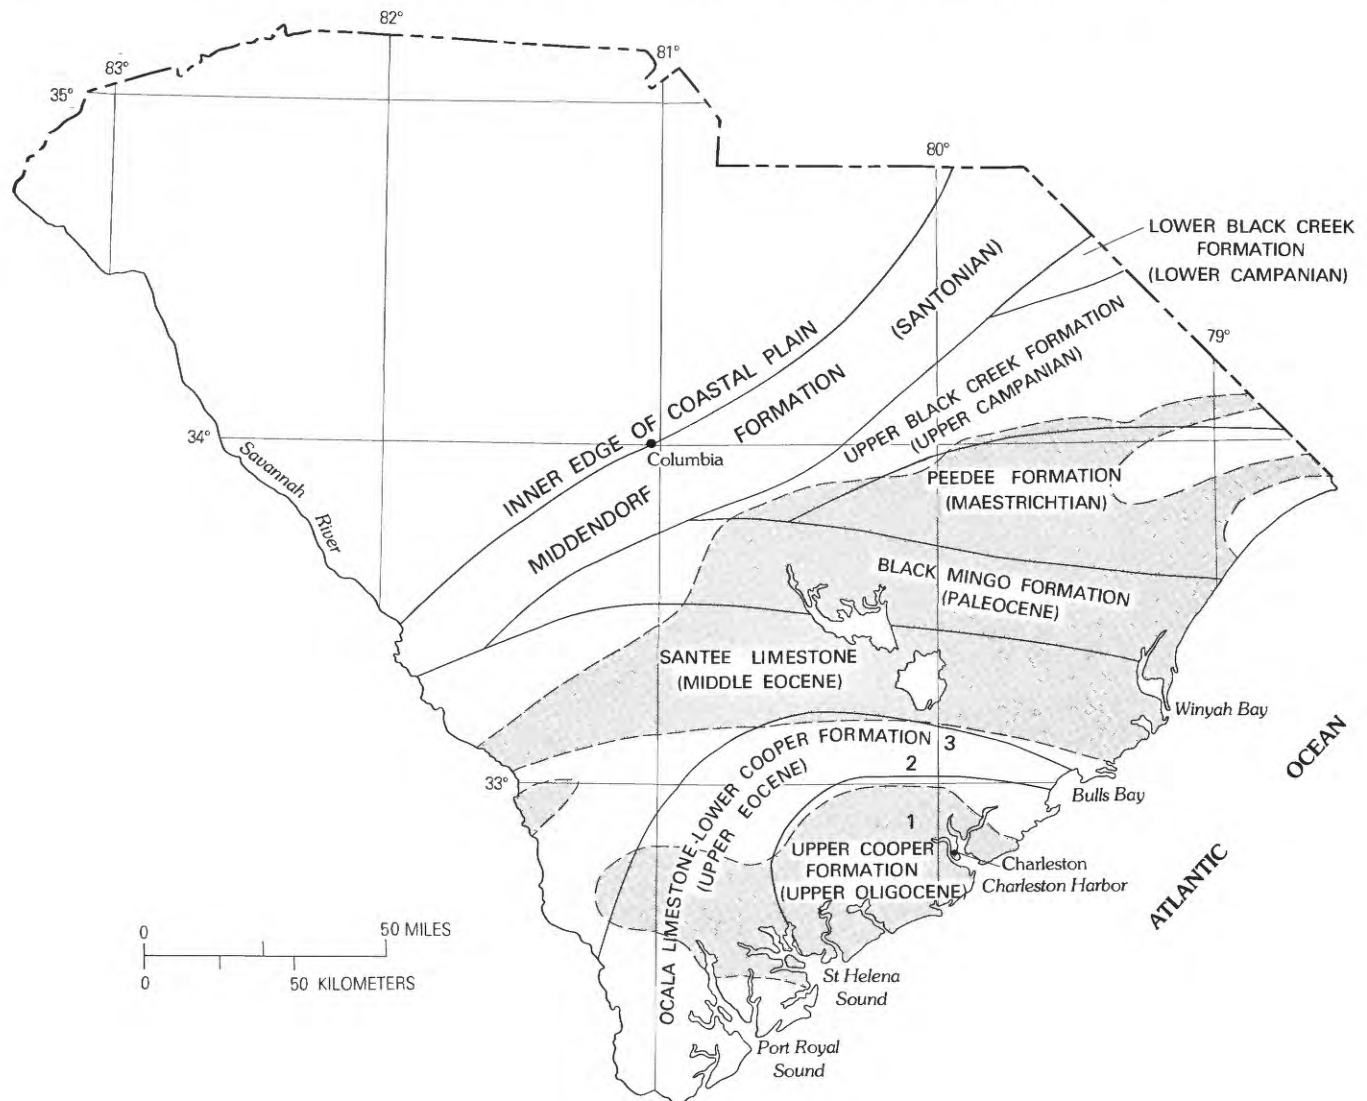 82°
83°
81°
35°
80°
LOWER BLACK CREEK
FORMATION
(LOWER CAMPANIAN)
79°
INNER EDGE OF COASTAL PLAIN
MIDDENDORF FORMATION (SANTONIAN)
UPPER BLACK CREEK FORMATION
(UPPER CAMPANIAN)
34°
Columbia
Savannah River
PEEDEE FORMATION
(MAESTRICHTIAN)
BLACK MINGO FORMATION
(PALEOCENE)
SANTEE LIMESTONE
(MIDDLE EOCENE)
Winyah Bay
OCEAN
ATLANTIC
OCALA LIMESTONE-LOWER COOPER FORMATION
(UPPER EOCENE)
3
2
33°
Bulls Bay
1
UPPER COOPER
FORMATION
(UPPER OLIGOCENE)
Charleston
Charleston Harbor
0 50 MILES
0 50 KILOMETERS
St Helena
Sound
Port Royal
Sound